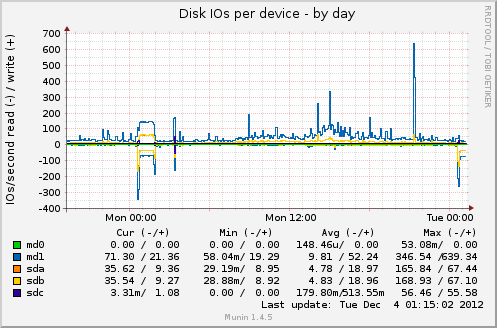 Disk IOs per device - by day
RRDTOOL / TOBI OETIKER
IOs/second read (-) / write (+)
700
600
500
400
300
200
100
0
-100
-200
-300
-400
Mon 00:00 Mon 12:00 Tue 00:00
Cur (-/+) Min (-/+) Avg (-/+) Max (-/+)
md0 0.00 / 0.00 0.00 / 0.00 148.46u/ 0.00 53.08m/ 0.00
md1 71.30 / 21.36 58.04m/ 19.29 9.81 / 52.24 346.54 /639.34
sda 35.62 / 9.36 29.19m/ 8.95 4.78 / 18.97 165.84 / 67.44
sdb 35.54 / 9.27 28.88m/ 8.92 4.83 / 18.96 168.93 / 67.10
sdc 3.31m/ 1.08 0.00 / 0.00 179.80m/513.55m 56.46 / 55.58
Last update: Tue Dec 4 01:15:02 2012
Munin 1.4.5